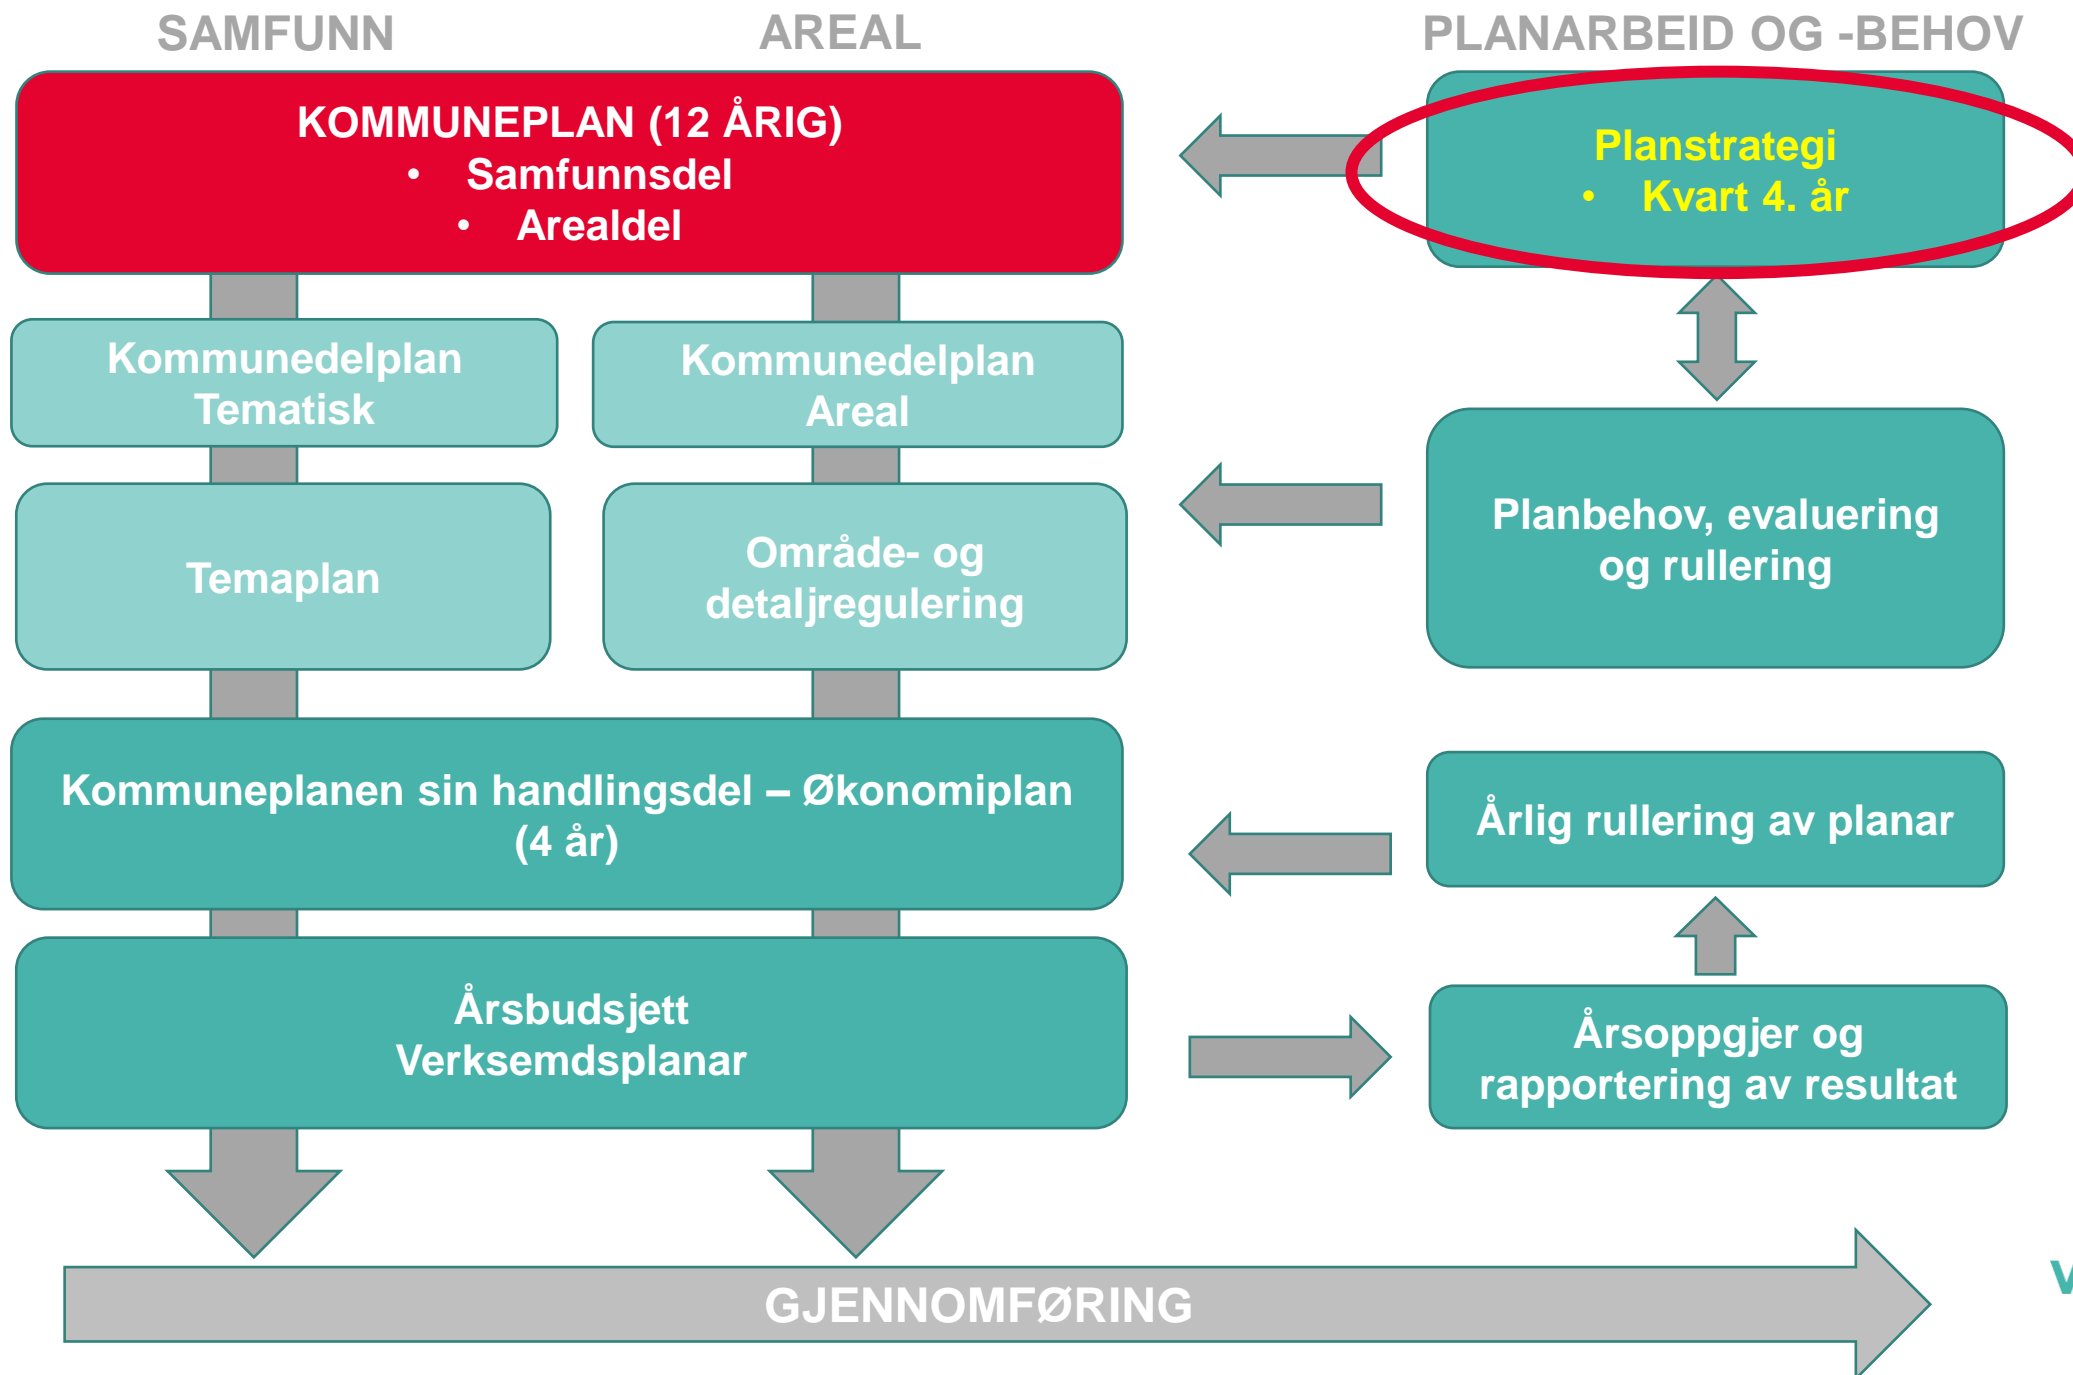 SAMFUNN
AREAL
PLANARBEID OG -BEHOV
KOMMUNEPLAN (12 ÅRIG)
• Samfunnsdel
• Arealdel
Planstrategi
• Kvart 4. år
Kommunedelplan
Tematisk
Kommunedelplan
Areal
Planbehov, evaluering
og rullering
Temaplan
Område- og
detaljregulering
Kommuneplanen sin handlingsdel – Økonomiplan
(4 år)
Årlig rullering av planar
Årsbudsjett
Verksemdsplanar
Årsoppgjer og
rapportering av resultat
GJENNOMFØRING